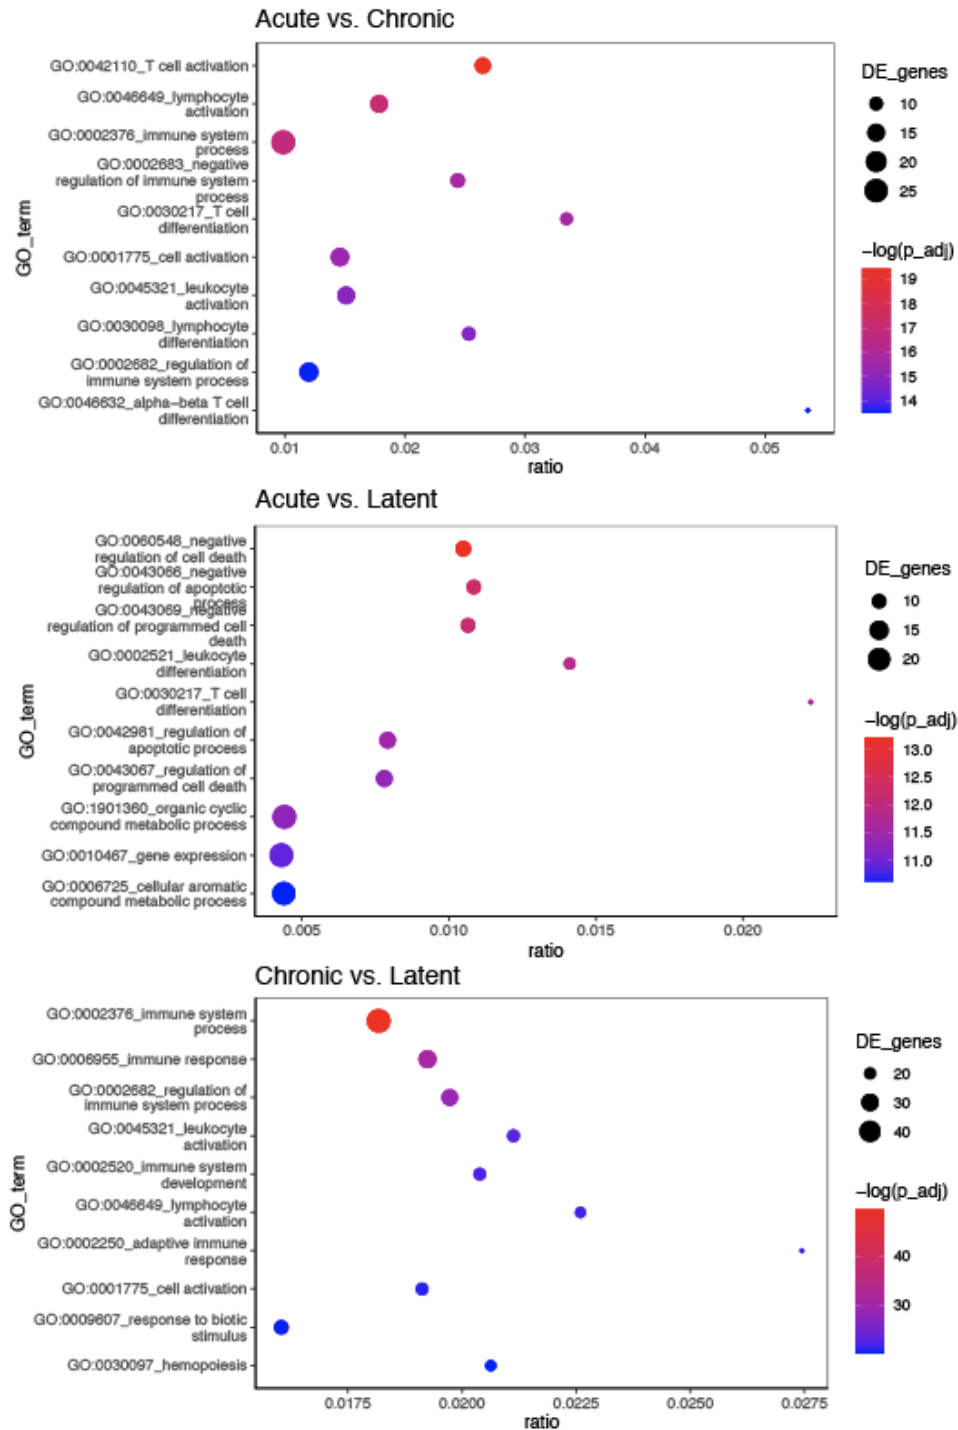 Acute vs. Chronic
GO_term
GO:0042110_T cell activation
GO:0046649_lymphocyte
activation
GO:0002376_immune system
process
GO:0002683_negative
regulation of immune system
process
GO:0030217_T cell
differentiation
GO:0001775_cell activation
GO:0045321_leukocyte
activation
GO:0030098_lymphocyte
differentiation
GO:0002682_regulation of
immune system process
GO:0046632_alpha-beta T cell
differentiation
0.01 0.02 0.03 0.04 0.05
ratio
DE_genes
10
15
20
25
-log(p_adj)
19
18
17
16
15
14
Acute vs. Latent
GO_term
GO:0060548_negative
regulation of cell death
GO:0043066_negative
regulation of apoptotic
process
GO:0043069_negative
regulation of programmed cell
death
GO:0002521_leukocyte
differentiation
GO:0030217_T cell
differentiation
GO:0042981_regulation of
apoptotic process
GO:0043067_regulation of
programmed cell death
GO:1901360_organic cyclic
compound metabolic process
GO:0010467_gene expression
GO:0006725_cellular aromatic
compound metabolic process
0.005 0.010 0.015 0.020
ratio
DE_genes
10
15
20
-log(p_adj)
13.0
12.5
12.0
11.5
11.0
Chronic vs. Latent
GO_term
GO:0002376_immune system
process
GO:0006955_immune response
GO:0002682_regulation of
immune system process
GO:0045321_leukocyte
activation
GO:0002520_immune system
development
GO:0046649_lymphocyte
activation
GO:0002250_adaptive immune
response
GO:0001775_cell activation
GO:0009607_response to biotic
stimulus
GO:0030097_hemopoiesis
0.0175 0.0200 0.0225 0.0250 0.0275
ratio
DE_genes
20
30
40
-log(p_adj)
40
30